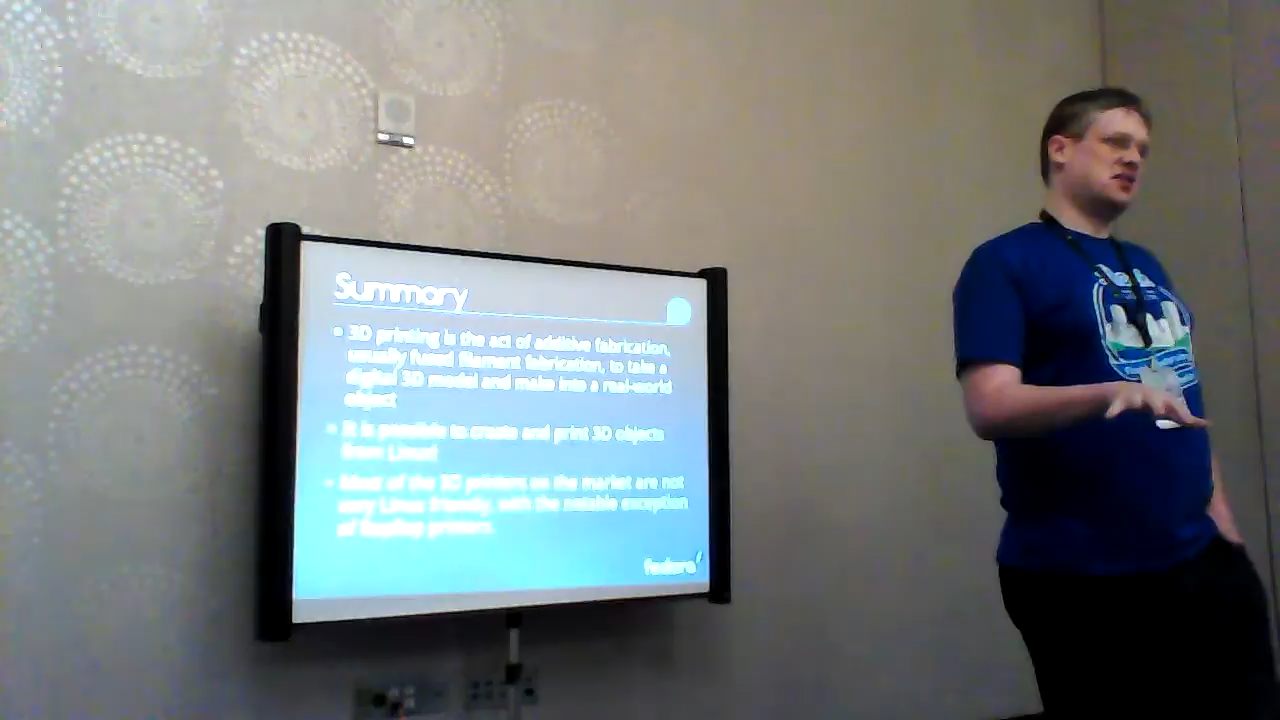 Summary
3D printing is the act of additive fabrication,
usually fused filament fabrication, to take a
digital 3D model and make into a real-world
object
It is possible to create and print 3D objects
from Linux!
Most of the 3D printers on the market are not
very Linux friendly, with the notable exception
of RepRap printers.
fedora